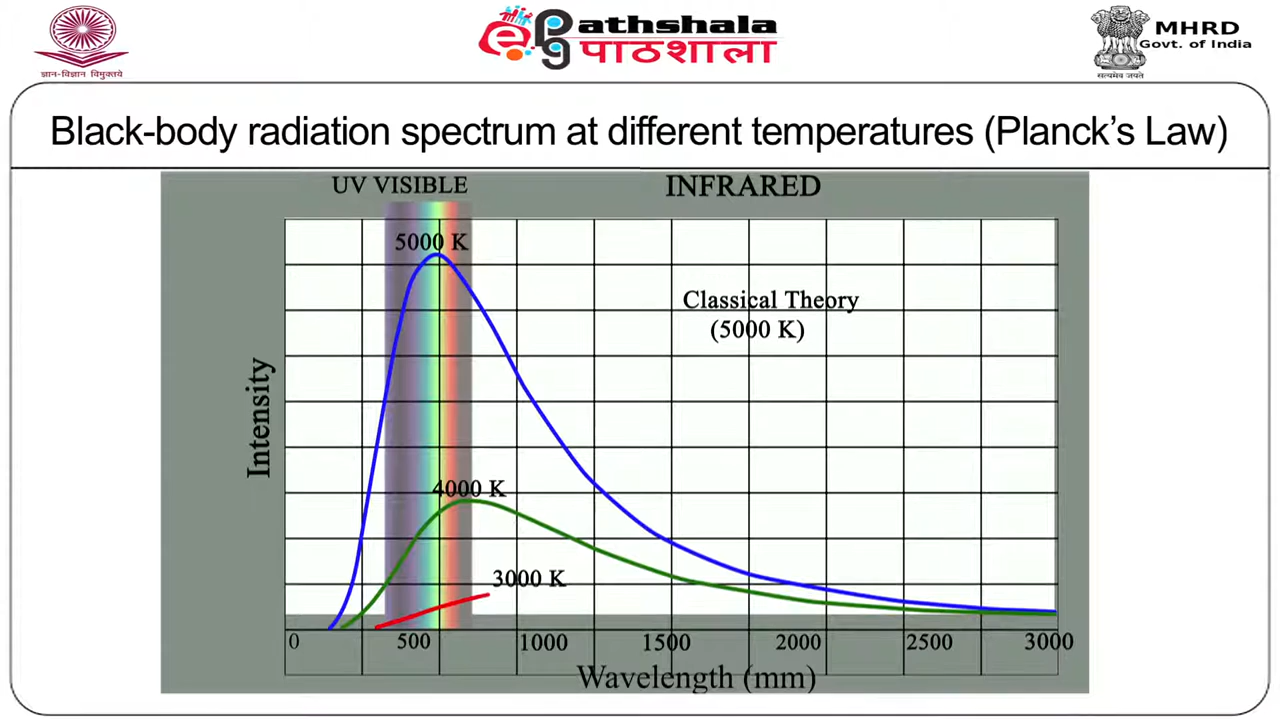 ज्ञान-विज्ञान विमुक्तये
ePathshala
पाठशाला
MHRD
Govt. of India
सत्यमेव जयते
Black-body radiation spectrum at different temperatures (Planck's Law)
UV VISIBLE
INFRARED
5000 K
Classical Theory
(5000 K)
Intensity
4000 K
3000 K
0 500 1000 1500 2000 2500 3000
Wavelength (mm)